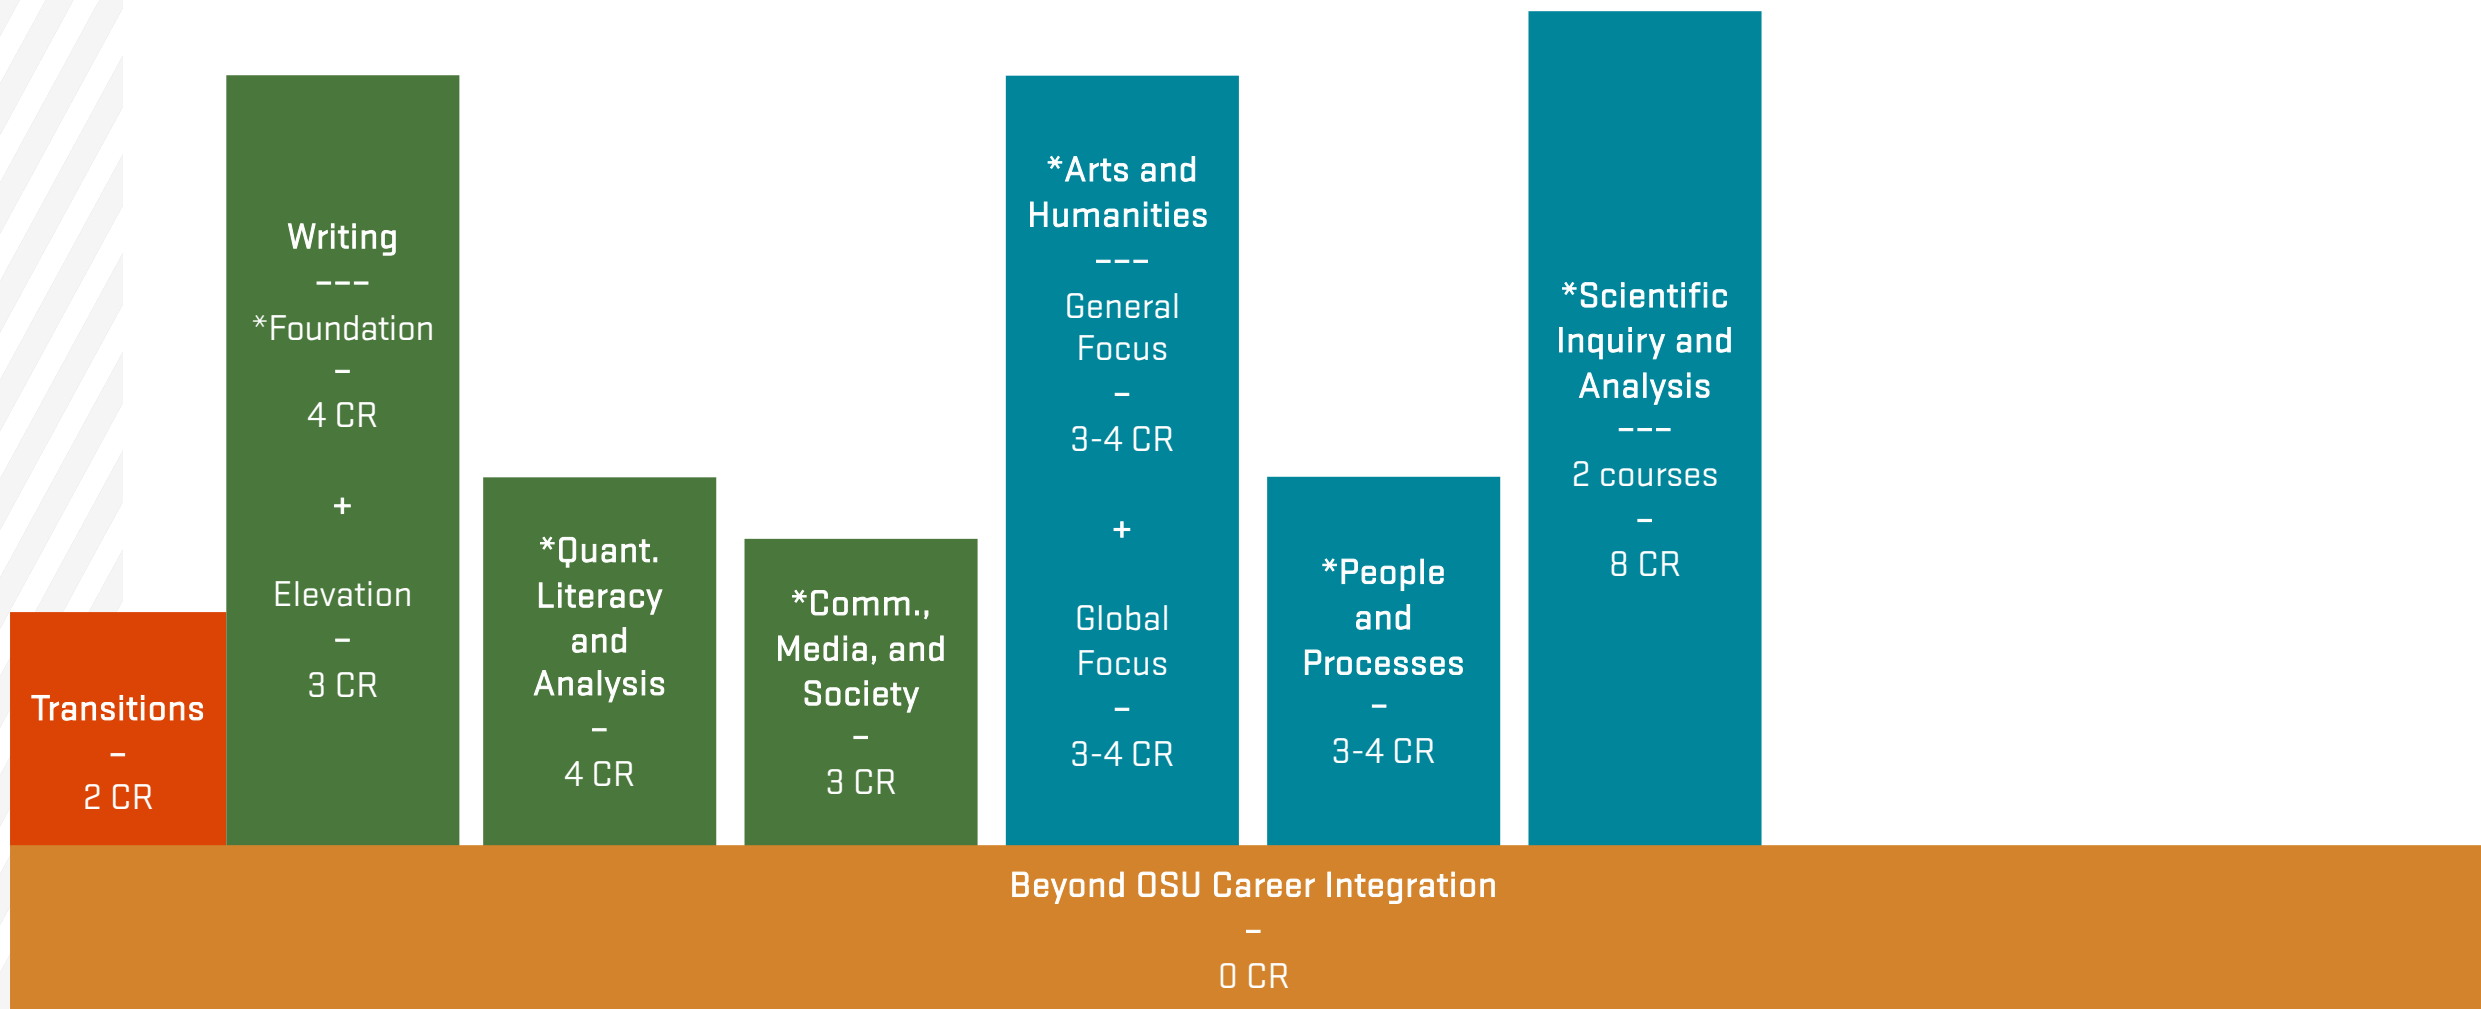 Transitions
–
2 CR
Writing
---
*Foundation
–
4 CR
+
Elevation
–
3 CR
*Quant.
Literacy
and
Analysis
–
4 CR
*Comm.,
Media, and
Society
–
3 CR
*Arts and
Humanities
---
General
Focus
–
3-4 CR
+
Global
Focus
–
3-4 CR
*People
and
Processes
–
3-4 CR
*Scientific
Inquiry and
Analysis
---
2 courses
–
8 CR
Beyond OSU Career Integration
–
0 CR